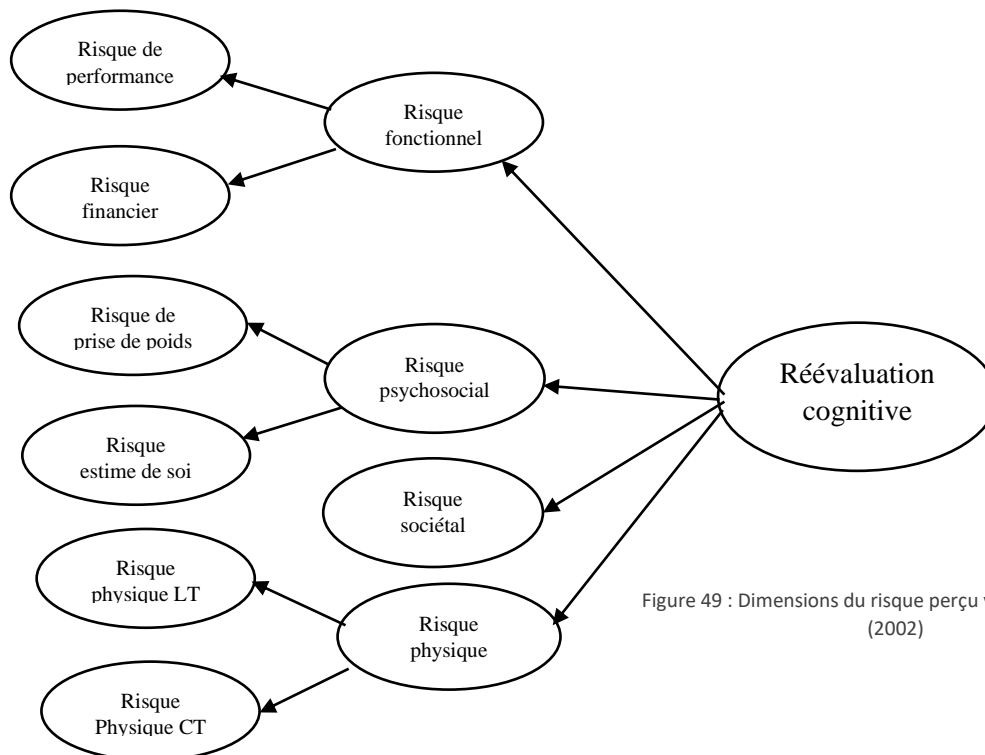 Risque de
performance
Risque
fonctionnel
Risque
financier
Risque de
prise de poids
Risque
psychosocial
Réévaluation
cognitive
Risque
estime de soi
Risque
sociétal
Risque
physique LT
Figure 49 : Dimensions du risque perçu
(2002)
Risque
physique
Risque
Physique CT